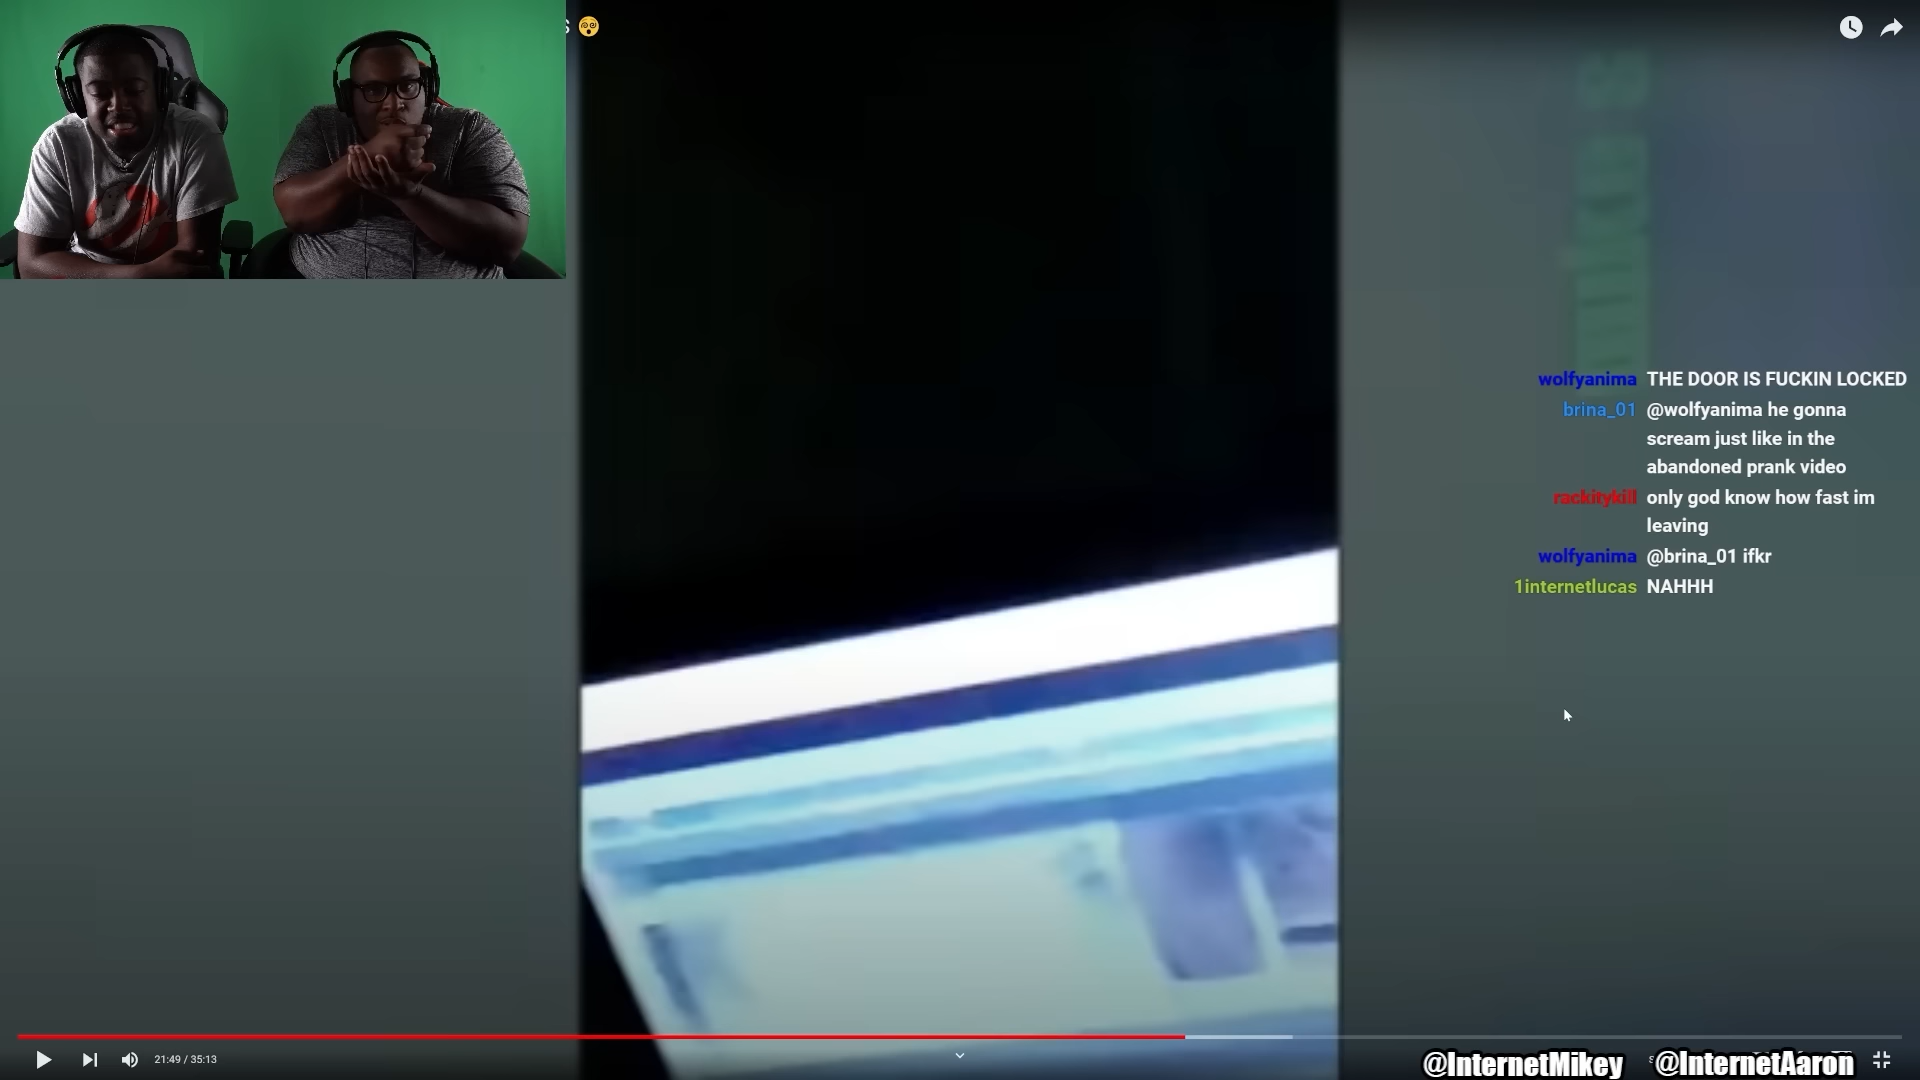 S 😵
wolfyanima THE DOOR IS FUCKIN LOCKED
brina_01 @wolfyanima he gonna
scream just like in the
abandoned prank video
rackitykill only god know how fast im
leaving
wolfyanima @brina_01 ifkr
1internetlucas NAHHH
21:49 / 35:13
@InternetMikey @InternetAaron